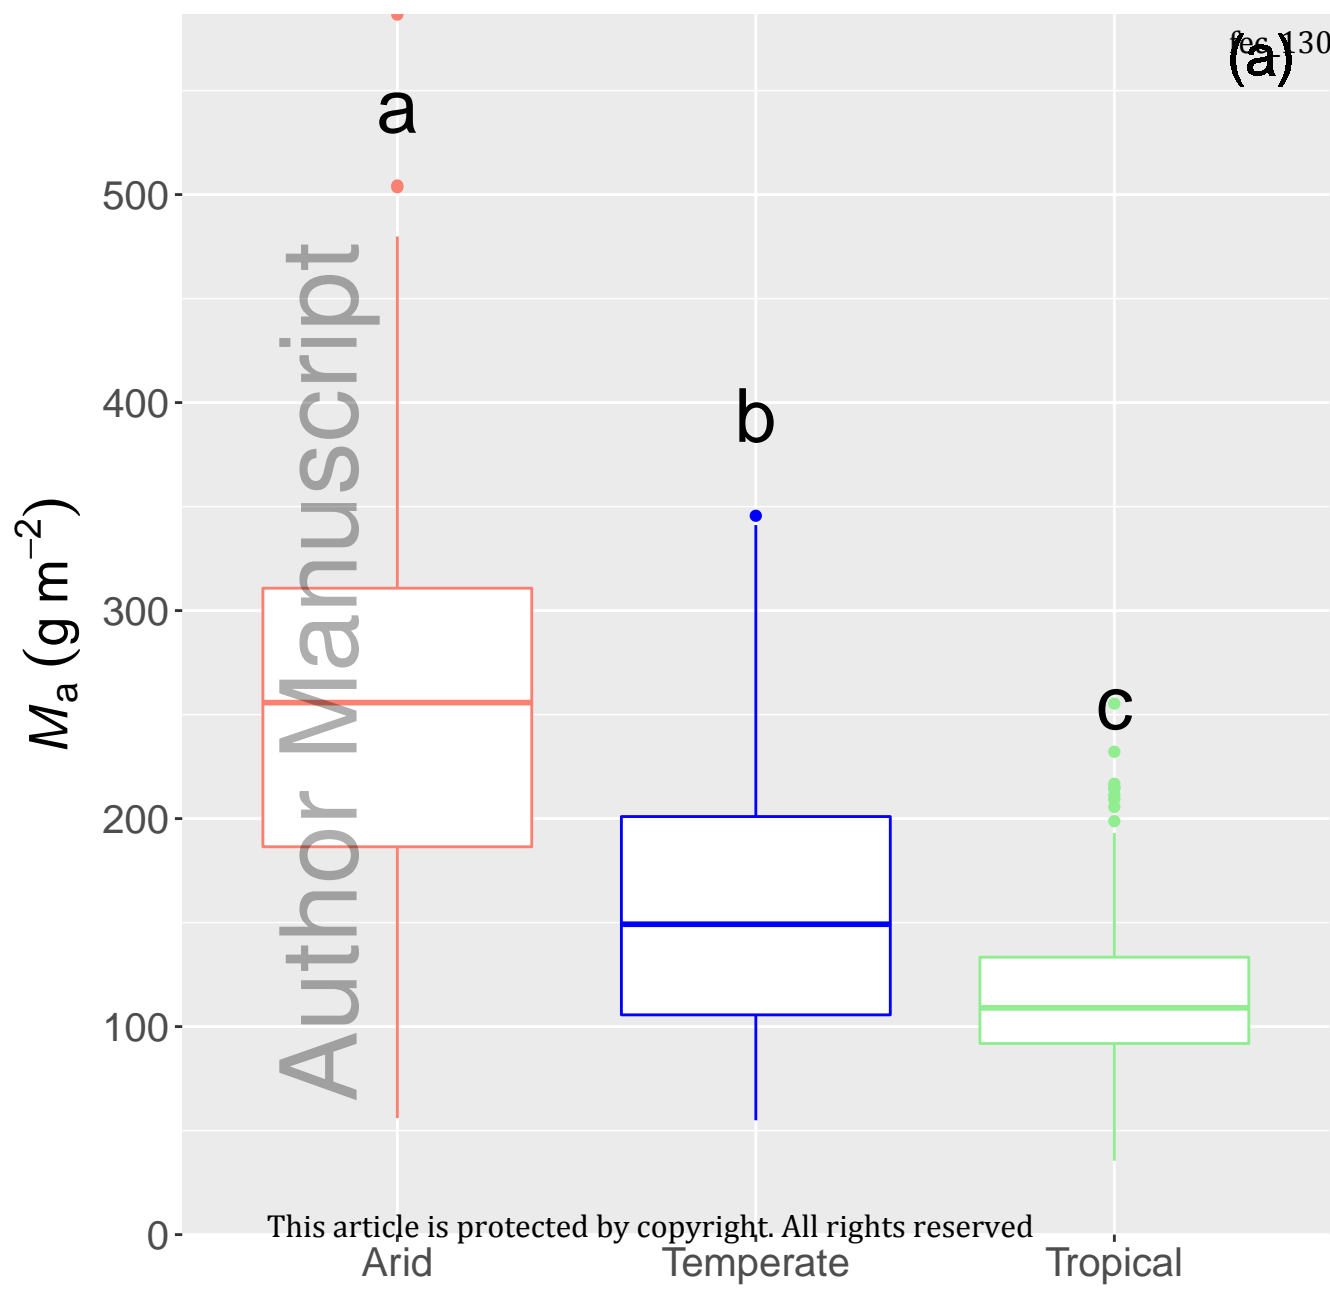 fec_130
(a)
a
500
400
b
Ma (g m−2)
300
c
200
100
0
Author Manuscript
This article is protected by copyright. All rights reserved
Arid Temperate Tropical